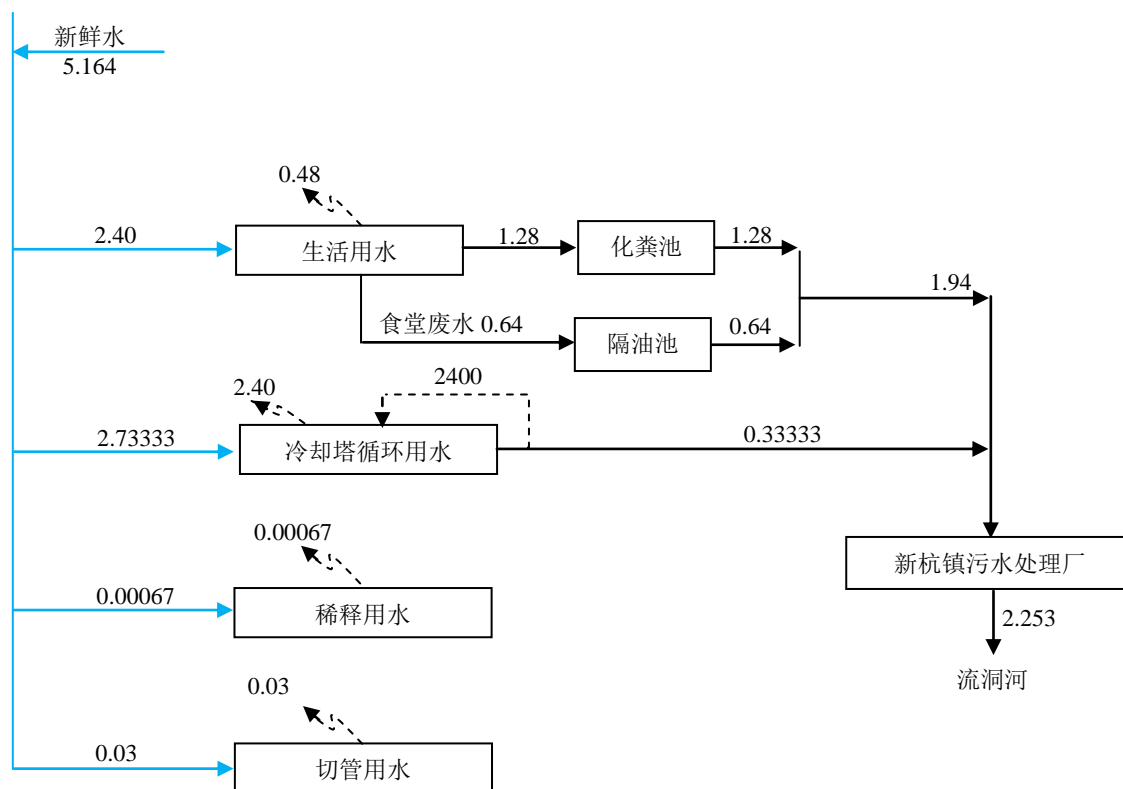 新鲜水
5.164
0.48
2.40
生活用水
1.28
化粪池
1.28
1.94
食堂废水 0.64
隔油池
0.64
2400
2.40
2.73333
冷却塔循环用水
0.33333
0.00067
新杭镇污水处理厂
0.00067
稀释用水
2.253
流洞河
0.03
0.03
切管用水